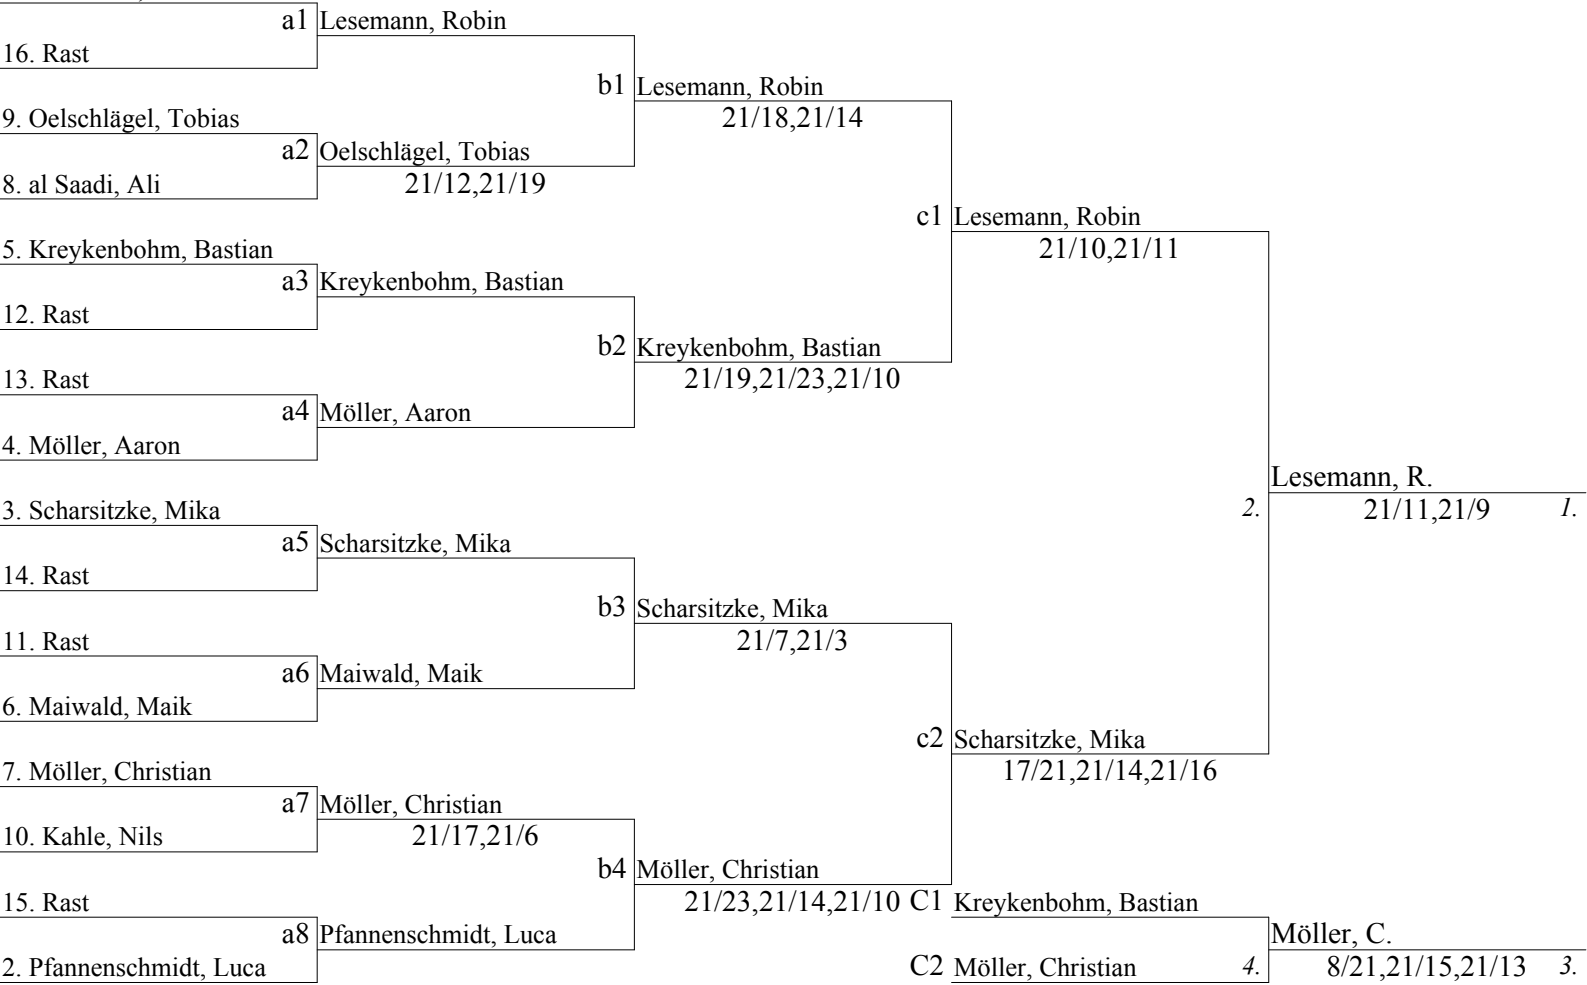 a1 Lesemann, Robin
16. Rast
b1 Lesemann, Robin
21/18,21/14
9. Oelschlägel, Tobias
a2 Oelschlägel, Tobias
8. al Saadi, Ali
21/12,21/19
c1 Lesemann, Robin
21/10,21/11
5. Kreykenbohm, Bastian
a3 Kreykenbohm, Bastian
12. Rast
b2 Kreykenbohm, Bastian
21/19,21/23,21/10
13. Rast
a4 Möller, Aaron
4. Möller, Aaron
Lesemann, R.
2. 21/11,21/9 1.
3. Scharsitzke, Mika
a5 Scharsitzke, Mika
14. Rast
b3 Scharsitzke, Mika
21/7,21/3
11. Rast
a6 Maiwald, Maik
6. Maiwald, Maik
c2 Scharsitzke, Mika
17/21,21/14,21/16
7. Möller, Christian
a7 Möller, Christian
10. Kahle, Nils
21/17,21/6
b4 Möller, Christian
21/23,21/14,21/10
15. Rast
C1 Kreykenbohm, Bastian
a8 Pfannenschmidt, Luca
Möller, C.
2. Pfannenschmidt, Luca
C2 Möller, Christian 4. 8/21,21/15,21/13 3.